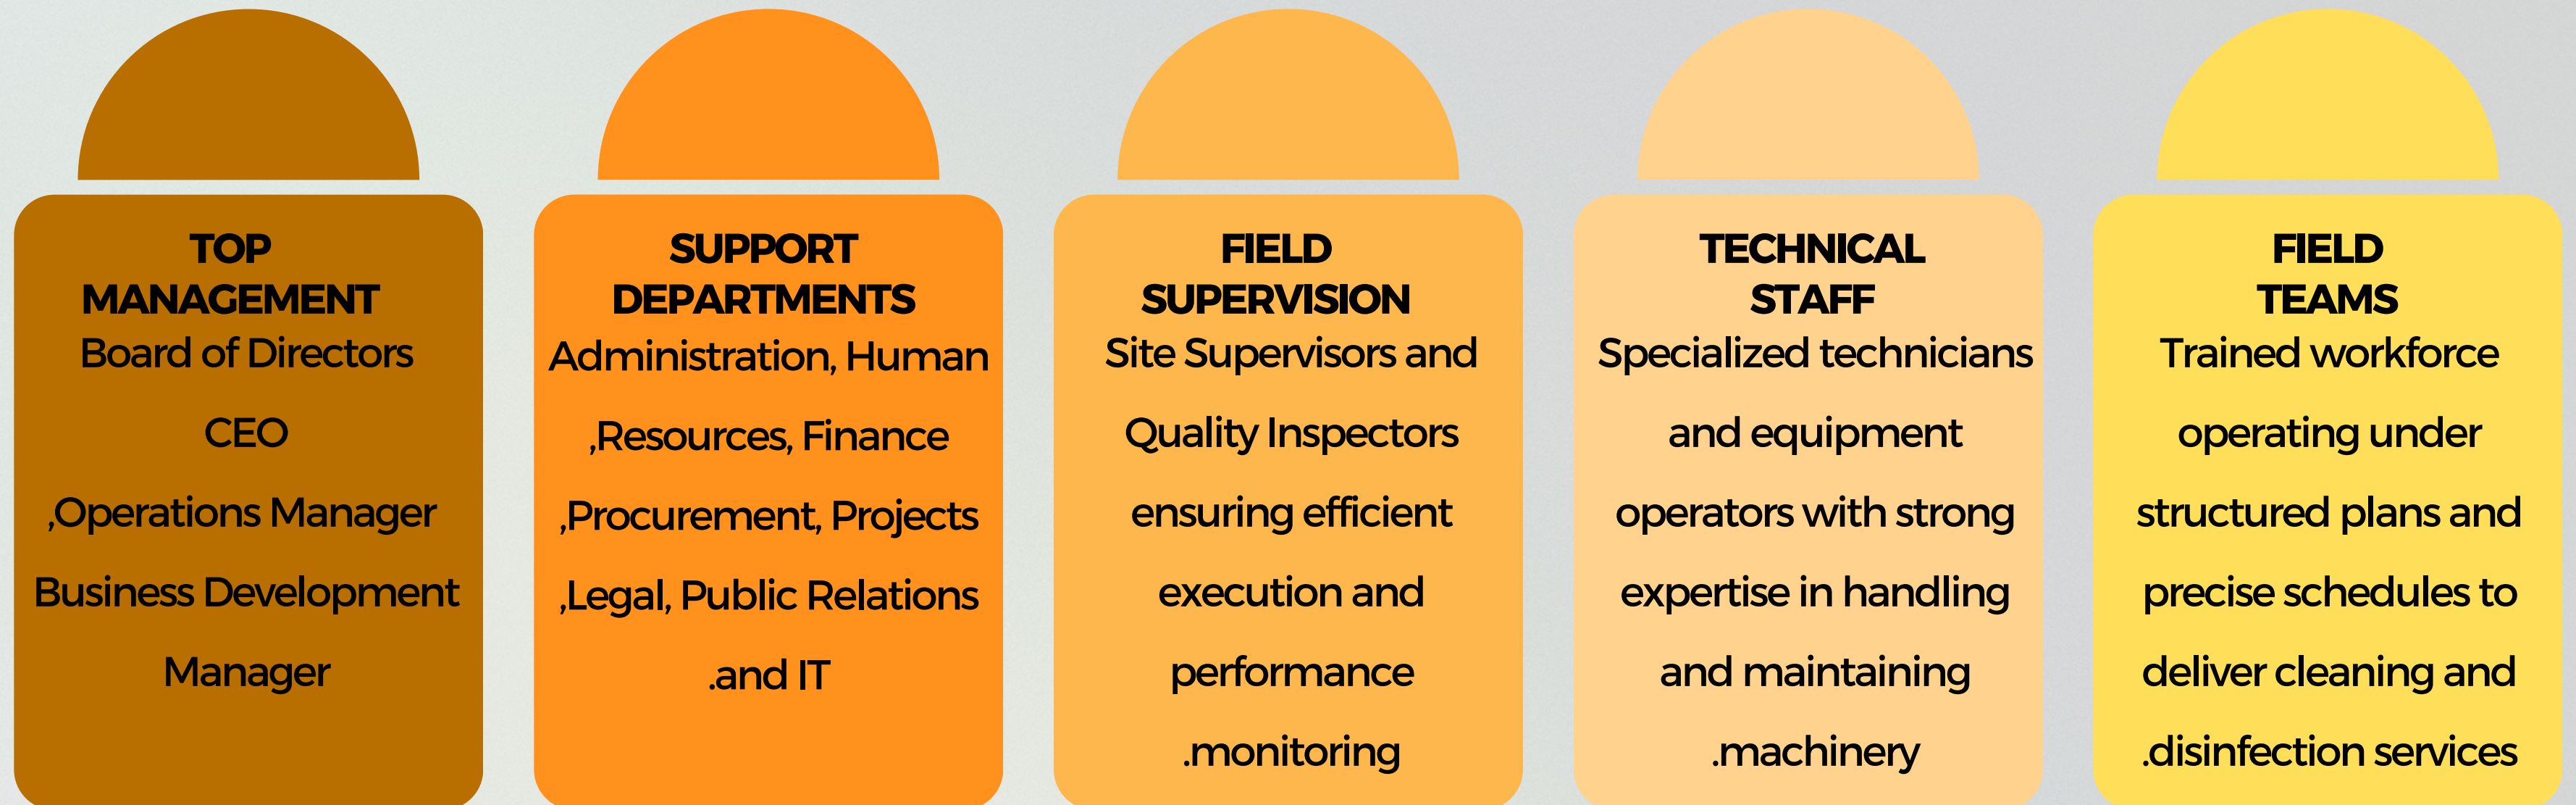 TOP
MANAGEMENT
Board of Directors
CEO
,Operations Manager
Business Development
Manager
SUPPORT
DEPARTMENTS
Administration, Human
,Resources, Finance
,Procurement, Projects
,Legal, Public Relations
.and IT
FIELD
SUPERVISION
Site Supervisors and
Quality Inspectors
ensuring efficient
execution and
performance
.monitoring
TECHNICAL
STAFF
Specialized technicians
and equipment
operators with strong
expertise in handling
and maintaining
.machinery
FIELD
TEAMS
Trained workforce
operating under
structured plans and
precise schedules to
deliver cleaning and
.disinfection services